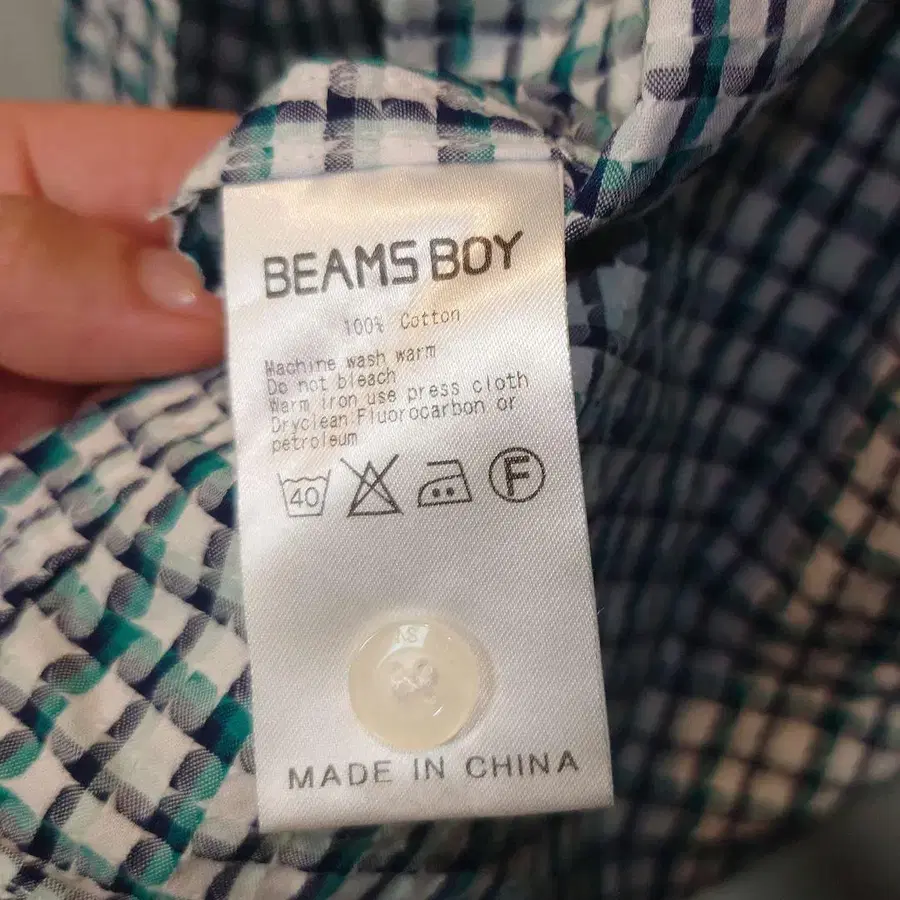 BEAMS BOY
100% Cotton
Machine wash warm
Do not bleach
Warm iron use press cloth
Dryclean Fluorocarbon or
petroleum
40
F
MADE IN CHINA